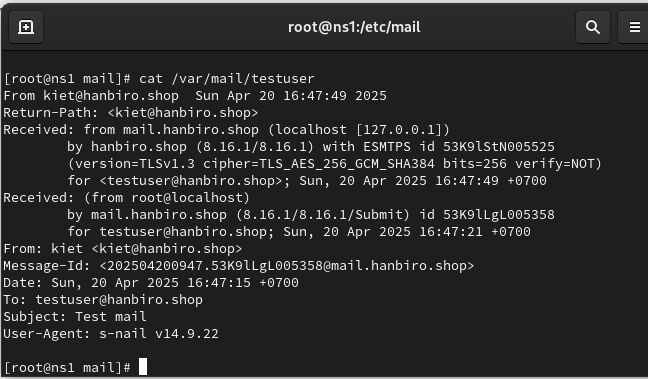 root@ns1:/etc/mail
[root@ns1 mail]# cat /var/mail/testuser
From kiet@hanbiro.shop  Sun Apr 20 16:47:49 2025
Return-Path: <kiet@hanbiro.shop>
Received: from mail.hanbiro.shop (localhost [127.0.0.1])
        by hanbiro.shop (8.16.1/8.16.1) with ESMTPS id 53K9lStN005525
        (version=TLSv1.3 cipher=TLS_AES_256_GCM_SHA384 bits=256 verify=NOT)
        for <testuser@hanbiro.shop>; Sun, 20 Apr 2025 16:47:49 +0700
Received: (from root@localhost)
        by mail.hanbiro.shop (8.16.1/8.16.1/Submit) id 53K9lLgL005358
        for testuser@hanbiro.shop; Sun, 20 Apr 2025 16:47:21 +0700
From: kiet <kiet@hanbiro.shop>
Message-Id: <202504200947.53K9lLgL005358@mail.hanbiro.shop>
Date: Sun, 20 Apr 2025 16:47:15 +0700
To: testuser@hanbiro.shop
Subject: Test mail
User-Agent: s-nail v14.9.22
[root@ns1 mail]#